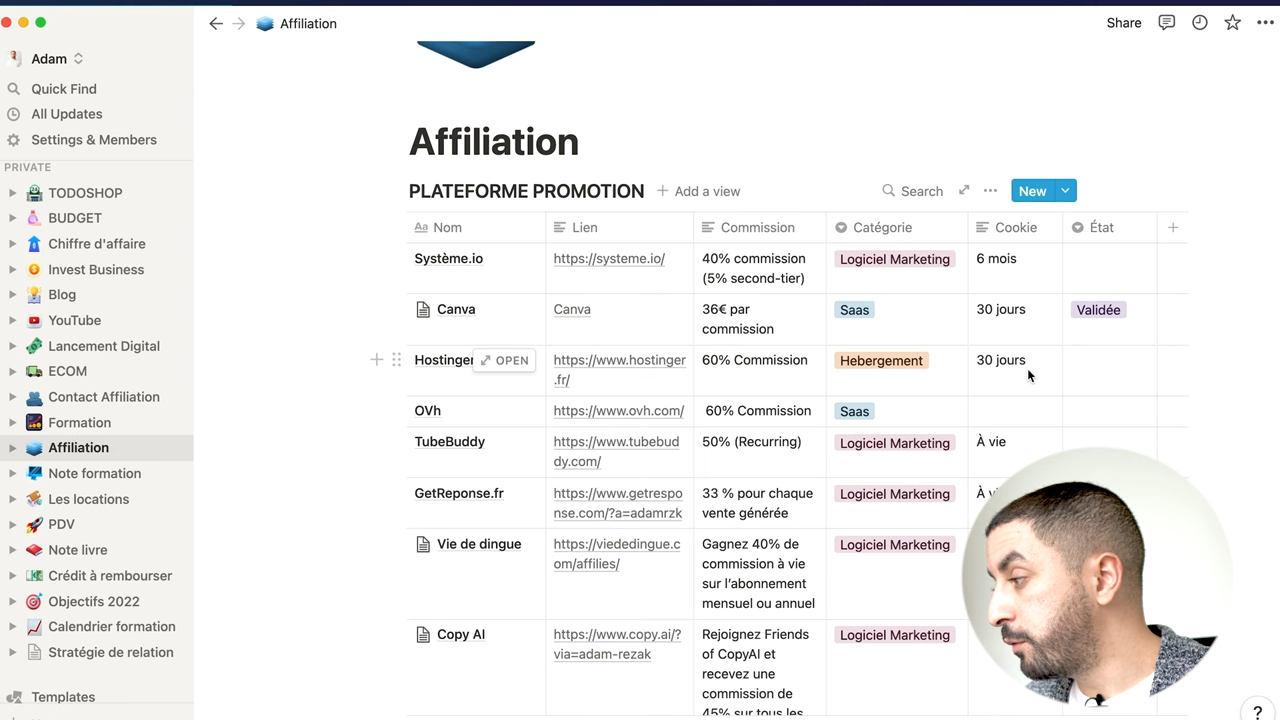 Affiliation
Share
Adam
Quick Find
All Updates
Settings & Members
PRIVATE
TODOSHOP
BUDGET
Chiffre d'affaire
Invest Business
Blog
YouTube
Lancement Digital
ECOM
Contact Affiliation
Formation
Affiliation
Note formation
Les locations
PDV
Note livre
Crédit à rembourser
Objectifs 2022
Calendrier formation
Stratégie de relation
Templates
Affiliation
PLATEFORME PROMOTION
+ Add a view
Search
New
Aa Nom
Lien
Commission
Catégorie
Cookie
État
+
Système.io
https://systeme.io/
40% commission
(5% second-tier)
Logiciel Marketing
6 mois
Canva
Canva
36€ par
commission
Saas
30 jours
Validée
Hostinger
OPEN
https://www.hostinger
.fr/
60% Commission
Hebergement
30 jours
OVh
https://www.ovh.com/
60% Commission
Saas
TubeBuddy
https://www.tubebud
dy.com/
50% (Recurring)
Logiciel Marketing
À vie
GetReponse.fr
https://www.getrespo
nse.com/?a=adamrzk
33 % pour chaque
vente générée
Logiciel Marketing
Vie de dingue
https://viededingue.c
om/affilies/
Gagnez 40% de
commission à vie
sur l'abonnement
mensuel ou annuel
Logiciel Marketing
Copy AI
https://www.copy.ai/?
via=adam-rezak
Rejoignez Friends
of CopyAI et
recevez une
commission de
45% sur tous les
Logiciel Marketing
?